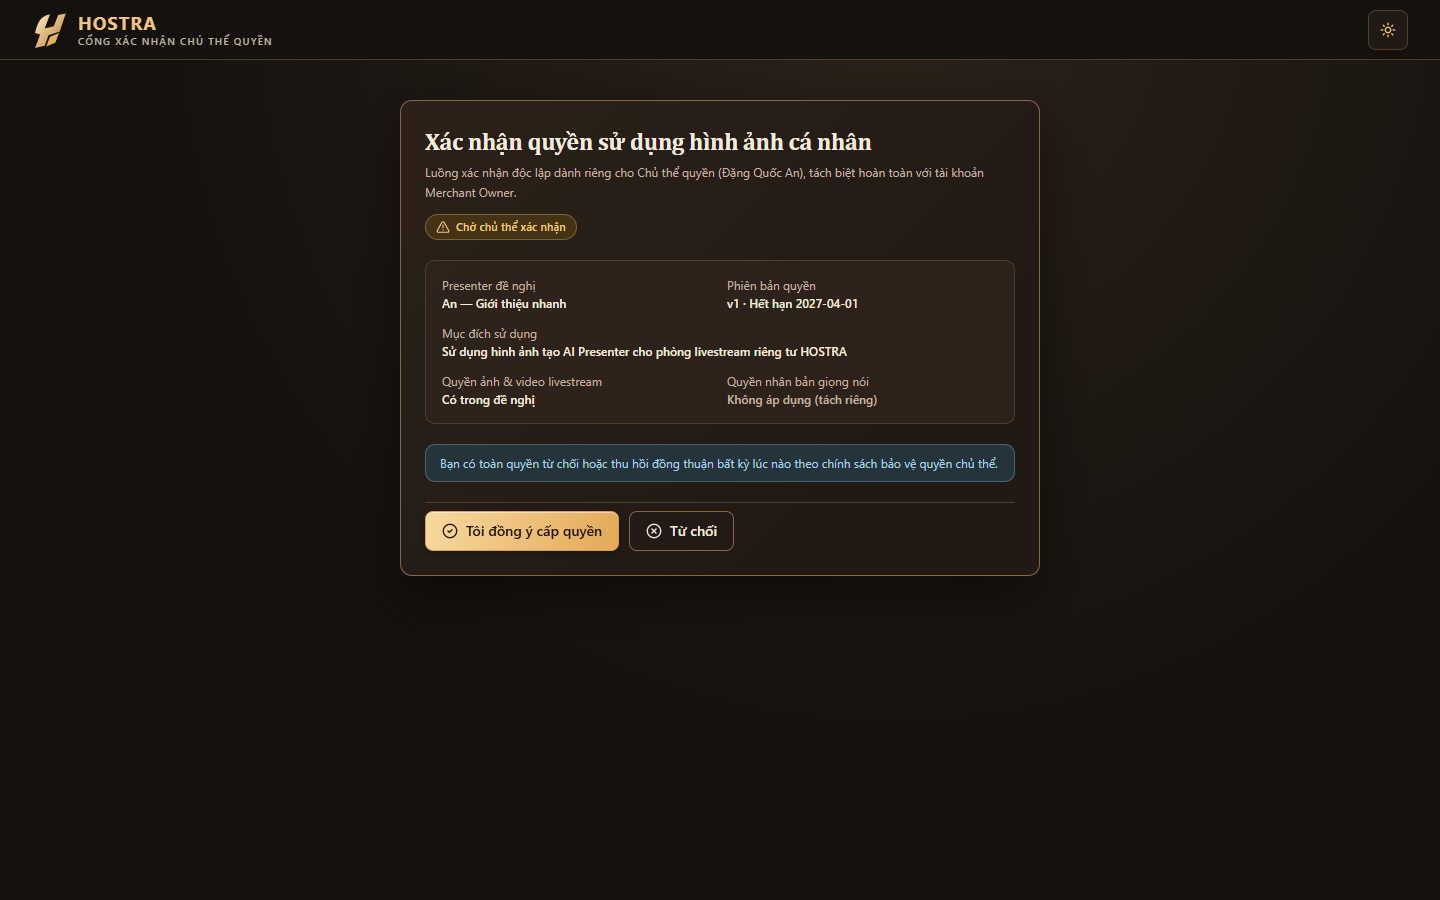 HOSTRA
CỔNG XÁC NHẬN CHỦ THỂ QUYỀN
Xác nhận quyền sử dụng hình ảnh cá nhân
Luồng xác nhận độc lập dành riêng cho Chủ thể quyền (Đặng Quốc An), tách biệt hoàn toàn với tài khoản
Merchant Owner.
Chờ chủ thể xác nhận
Presenter đề nghị
An — Giới thiệu nhanh
Phiên bản quyền
v1 · Hết hạn 2027-04-01
Mục đích sử dụng
Sử dụng hình ảnh tạo AI Presenter cho phòng livestream riêng tư HOSTRA
Quyền ảnh & video livestream
Có trong đề nghị
Quyền nhân bản giọng nói
Không áp dụng (tách riêng)
Bạn có toàn quyền từ chối hoặc thu hồi đồng thuận bất kỳ lúc nào theo chính sách bảo vệ quyền chủ thể.
Tôi đồng ý cấp quyền
Từ chối